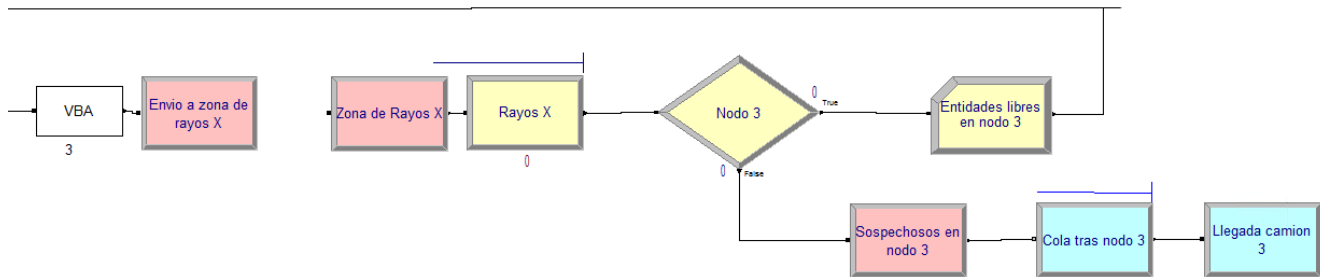 VBA
3
Envio a zona de
rayos X
Zona de Rayos X
Rayos X
0
Nodo 3
0
True
0
False
Entidades libres
en nodo 3
Sospechosos en
nodo 3
Cola tras nodo 3
Llegada camion
3